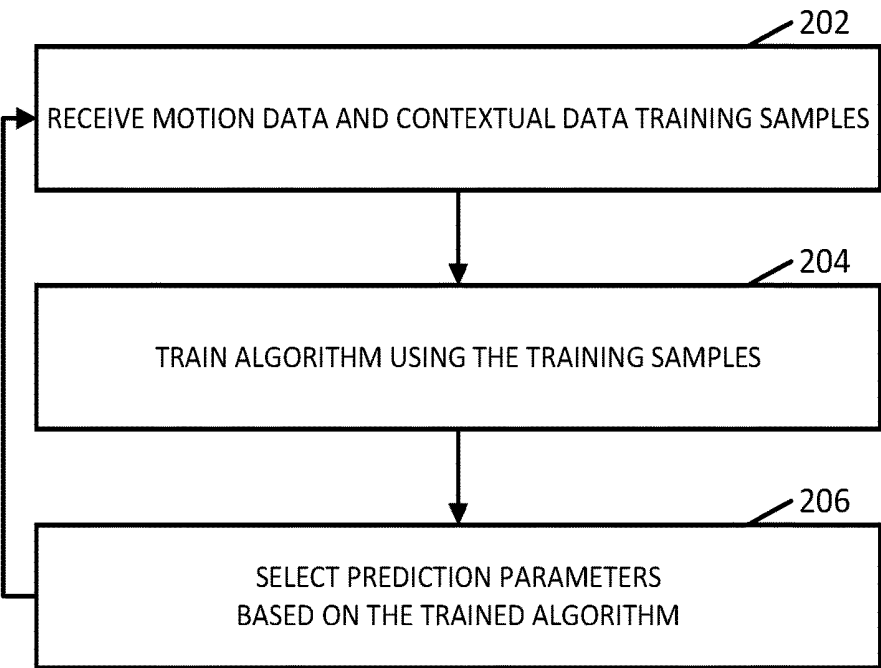 202
RECEIVE MOTION DATA AND CONTEXTUAL DATA TRAINING SAMPLES
204
TRAIN ALGORITHM USING THE TRAINING SAMPLES
206
SELECT PREDICTION PARAMETERS
BASED ON THE TRAINED ALGORITHM